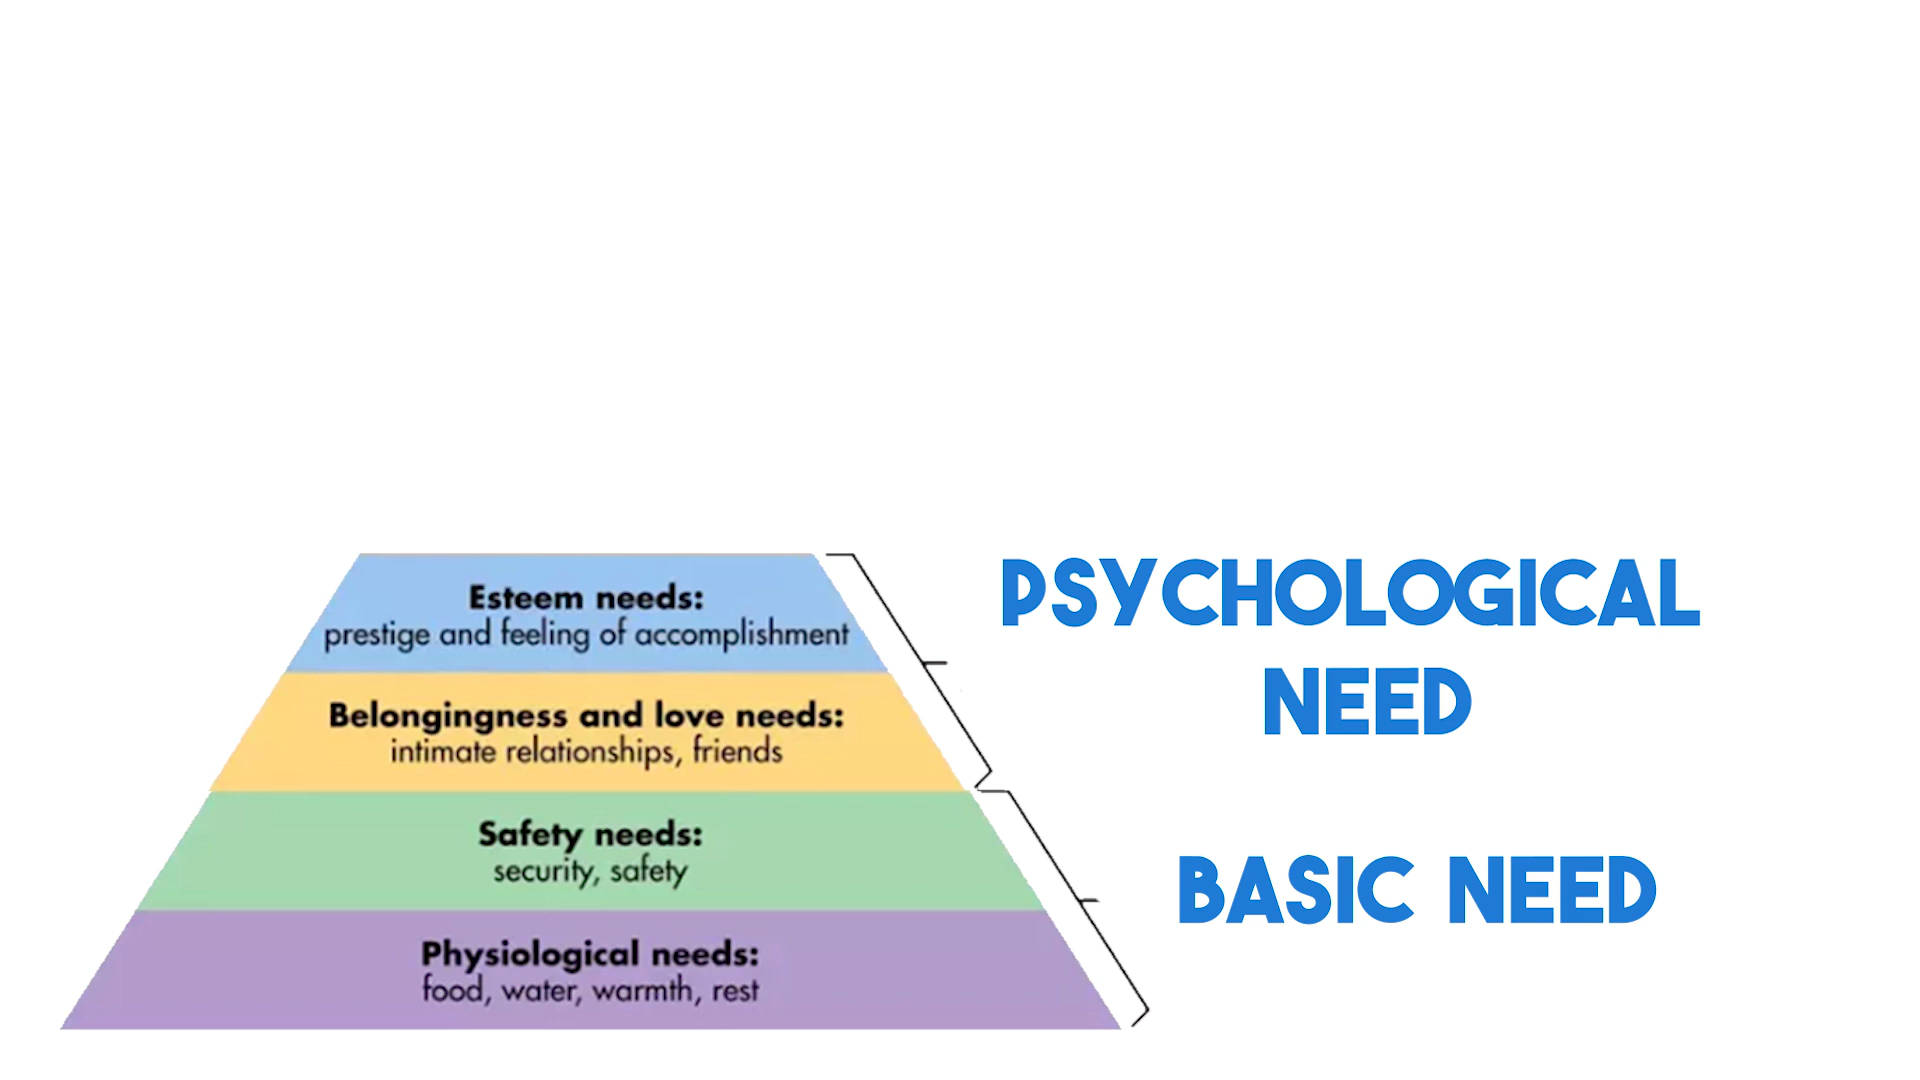 Esteem needs:
prestige and feeling of accomplishment
Belongingness and love needs:
intimate relationships, friends
Safety needs:
security, safety
Physiological needs:
food, water, warmth, rest
PSYCHOLOGICAL
NEED
BASIC NEED